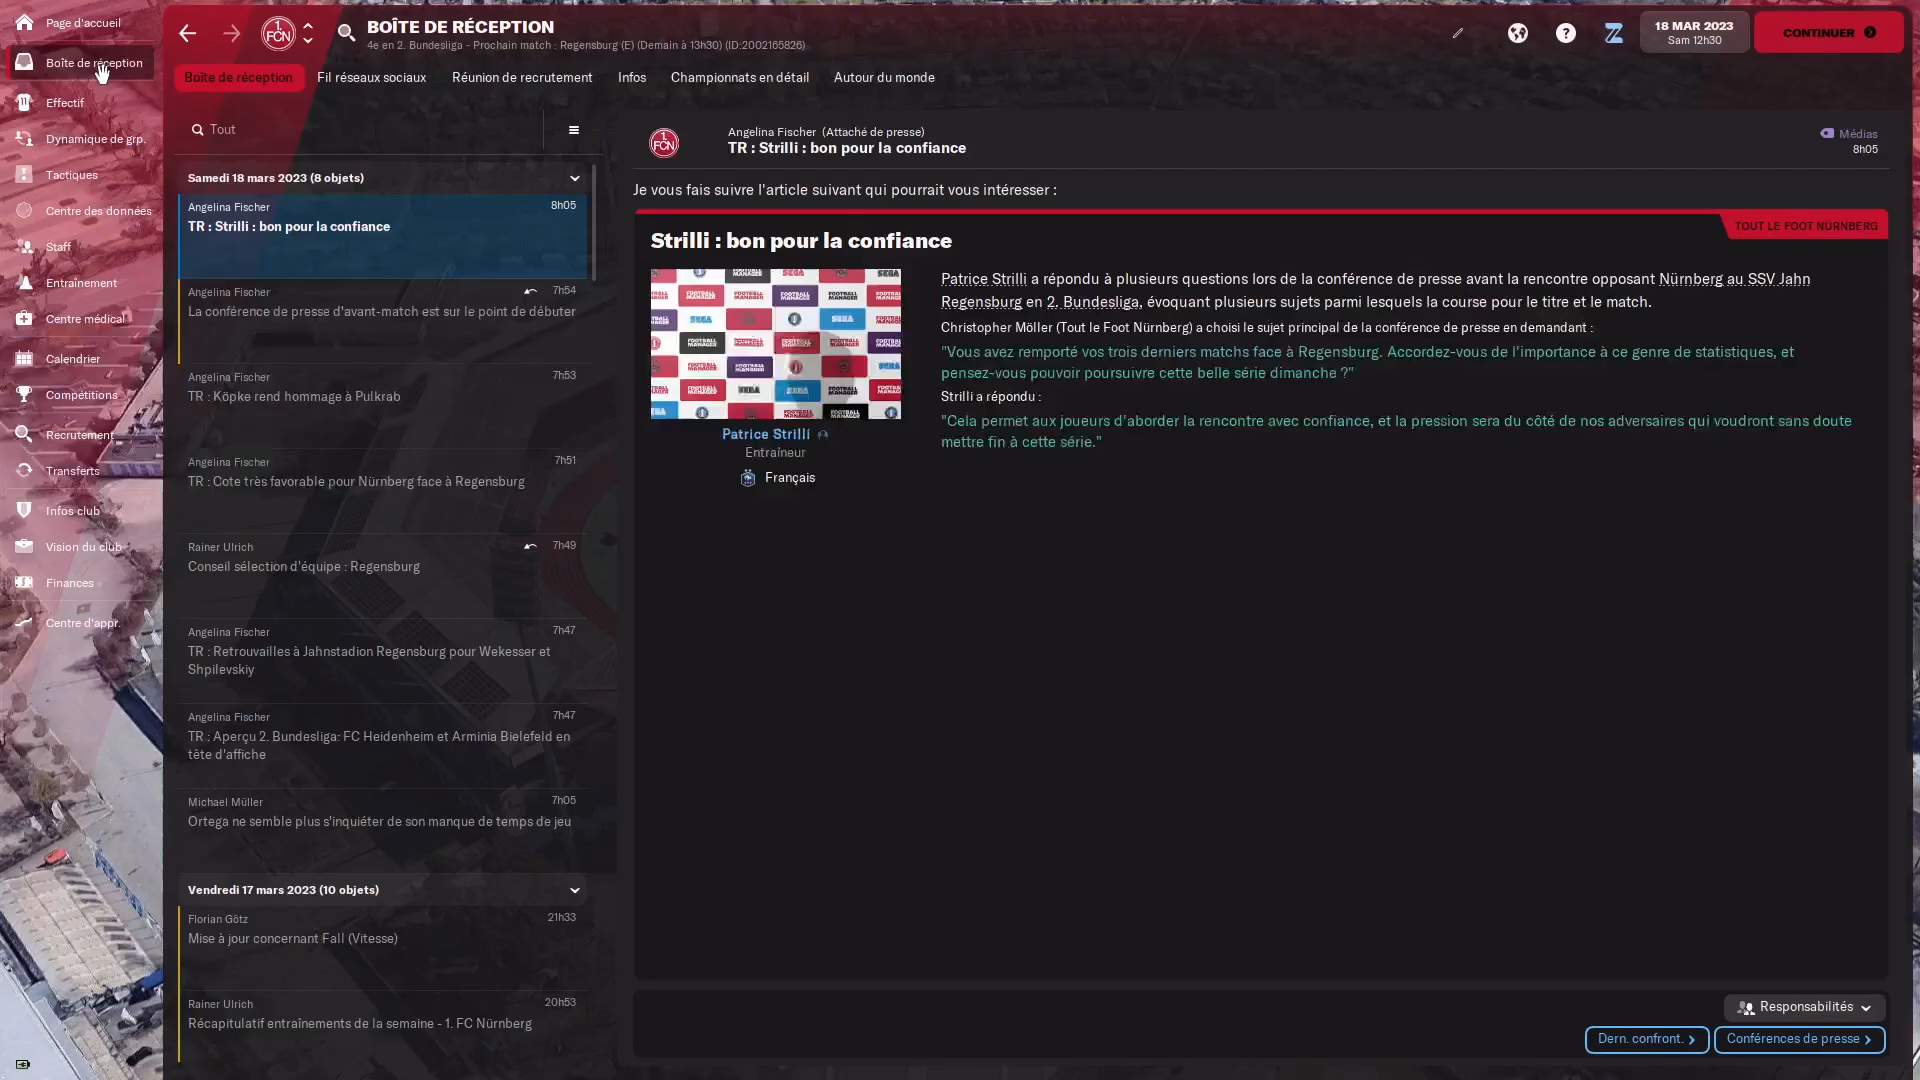 Page d'accueil
Boîte de réception
Effectif
Dynamique de grp.
Tactiques
Centre des données
Staff
Entraînement
Centre médical
Calendrier
Compétitions
Recrutement
Transferts
Infos club
Vision du club
Finances
Centre d'appr.
BOÎTE DE RÉCEPTION
4e en 2. Bundesliga - Prochain match : Regensburg (E) (Demain à 13h30) (ID:2002165826)
18 MAR 2023
Sam 12h30
CONTINUER
Boîte de réception
Fil réseaux sociaux
Réunion de recrutement
Infos
Championnats en détail
Autour du monde
Tout
Samedi 18 mars 2023 (8 objets)
Angelina Fischer 8h05
TR : Strilli : bon pour la confiance
Angelina Fischer 7h54
La conférence de presse d'avant-match est sur le point de débuter
Angelina Fischer 7h53
TR : Köpke rend hommage à Pulkrab
Angelina Fischer 7h51
TR : Cote très favorable pour Nürnberg face à Regensburg
Rainer Ulrich 7h49
Conseil sélection d'équipe : Regensburg
Angelina Fischer 7h47
TR : Retrouvailles à Jahnstadion Regensburg pour Wekesser et
Shpilevskiy
Angelina Fischer 7h47
TR : Aperçu 2. Bundesliga: FC Heidenheim et Arminia Bielefeld en
tête d'affiche
Michael Müller 7h05
Ortega ne semble plus s'inquiéter de son manque de temps de jeu
Vendredi 17 mars 2023 (10 objets)
Florian Götz 21h33
Mise à jour concernant Fall (Vitesse)
Rainer Ulrich 20h53
Récapitulatif entraînements de la semaine - 1. FC Nürnberg
Angelina Fischer (Attaché de presse)
TR : Strilli : bon pour la confiance
Médias
8h05
Je vous fais suivre l'article suivant qui pourrait vous intéresser :
TOUT LE FOOT NÜRNBERG
Strilli : bon pour la confiance
Patrice Strilli
Entraîneur
Français
Patrice Strilli a répondu à plusieurs questions lors de la conférence de presse avant la rencontre opposant Nürnberg au SSV Jahn
Regensburg en 2. Bundesliga, évoquant plusieurs sujets parmi lesquels la course pour le titre et le match.
Christopher Möller (Tout le Foot Nürnberg) a choisi le sujet principal de la conférence de presse en demandant :
"Vous avez remporté vos trois derniers matchs face à Regensburg. Accordez-vous de l'importance à ce genre de statistiques, et
pensez-vous pouvoir poursuivre cette belle série dimanche ?"
Strilli a répondu :
"Cela permet aux joueurs d'aborder la rencontre avec confiance, et la pression sera du côté de nos adversaires qui voudront sans doute
mettre fin à cette série."
Responsabilités
Dern. confront.
Conférences de presse